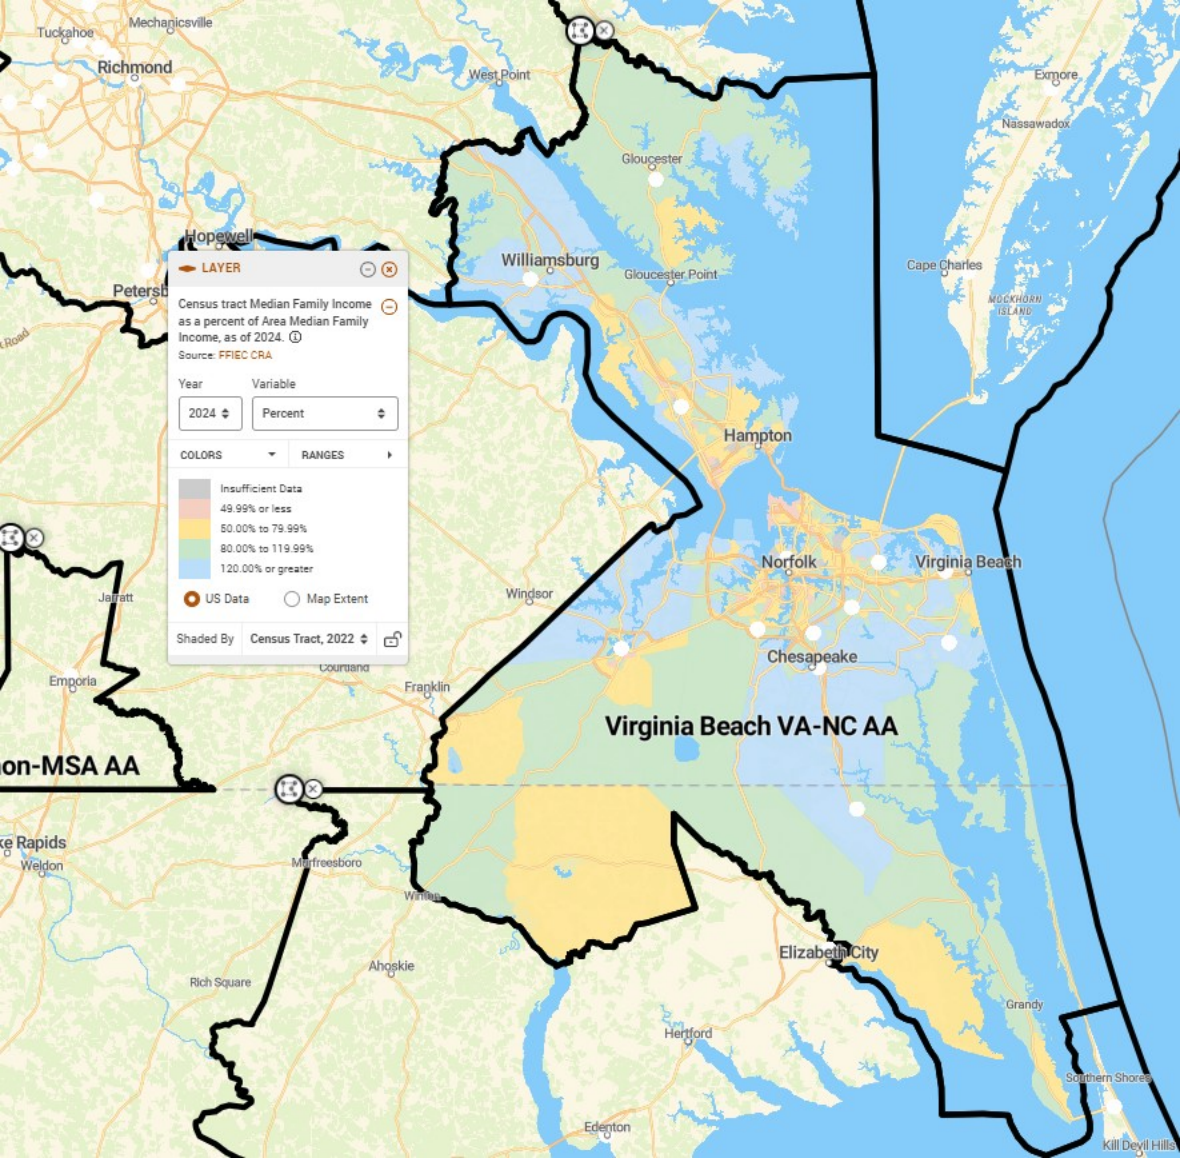 Tuckahoe
Mechanicsville
Richmond
West Point
Exmore
Nassawadox
Gloucester
Hopewell
Williamsburg
Gloucester Point
Cape Charles
MOCKHORN
ISLAND
Petersb
t Road
LAYER
Census tract Median Family Income
as a percent of Area Median Family
Income, as of 2024.
Source: FFIEC CRA
Year
Variable
2024
Percent
COLORS
RANGES
Insufficient Data
49.99% or less
50.00% to 79.99%
80.00% to 119.99%
120.00% or greater
US Data
Map Extent
Shaded By
Census Tract, 2022
Hampton
Norfolk
Virginia Beach
Windsor
Jarratt
Chesapeake
Courtland
Emporia
Franklin
Virginia Beach VA-NC AA
on-MSA AA
ke Rapids
Weldon
Murfreesboro
Winton
Elizabeth City
Ahoskie
Rich Square
Grandy
Hertford
Southern Shores
Edenton
Kill Devil Hills